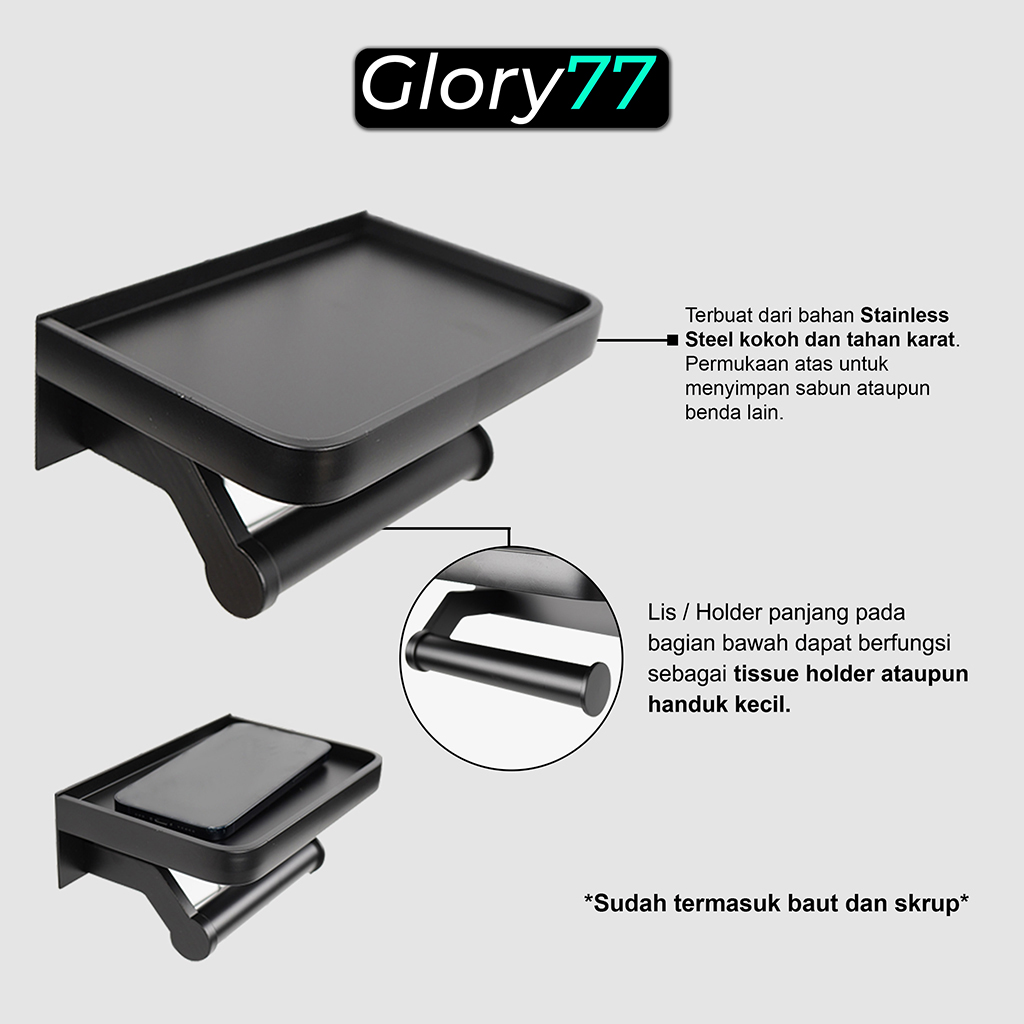 Glory77
Terbuat dari bahan Stainless
Steel kokoh dan tahan karat.
Permukaan atas untuk
menyimpan sabun ataupun
benda lain.
Lis / Holder panjang pada
bagian bawah dapat berfungsi
sebagai tissue holder ataupun
handuk kecil.
*Sudah termasuk baut dan skrup*